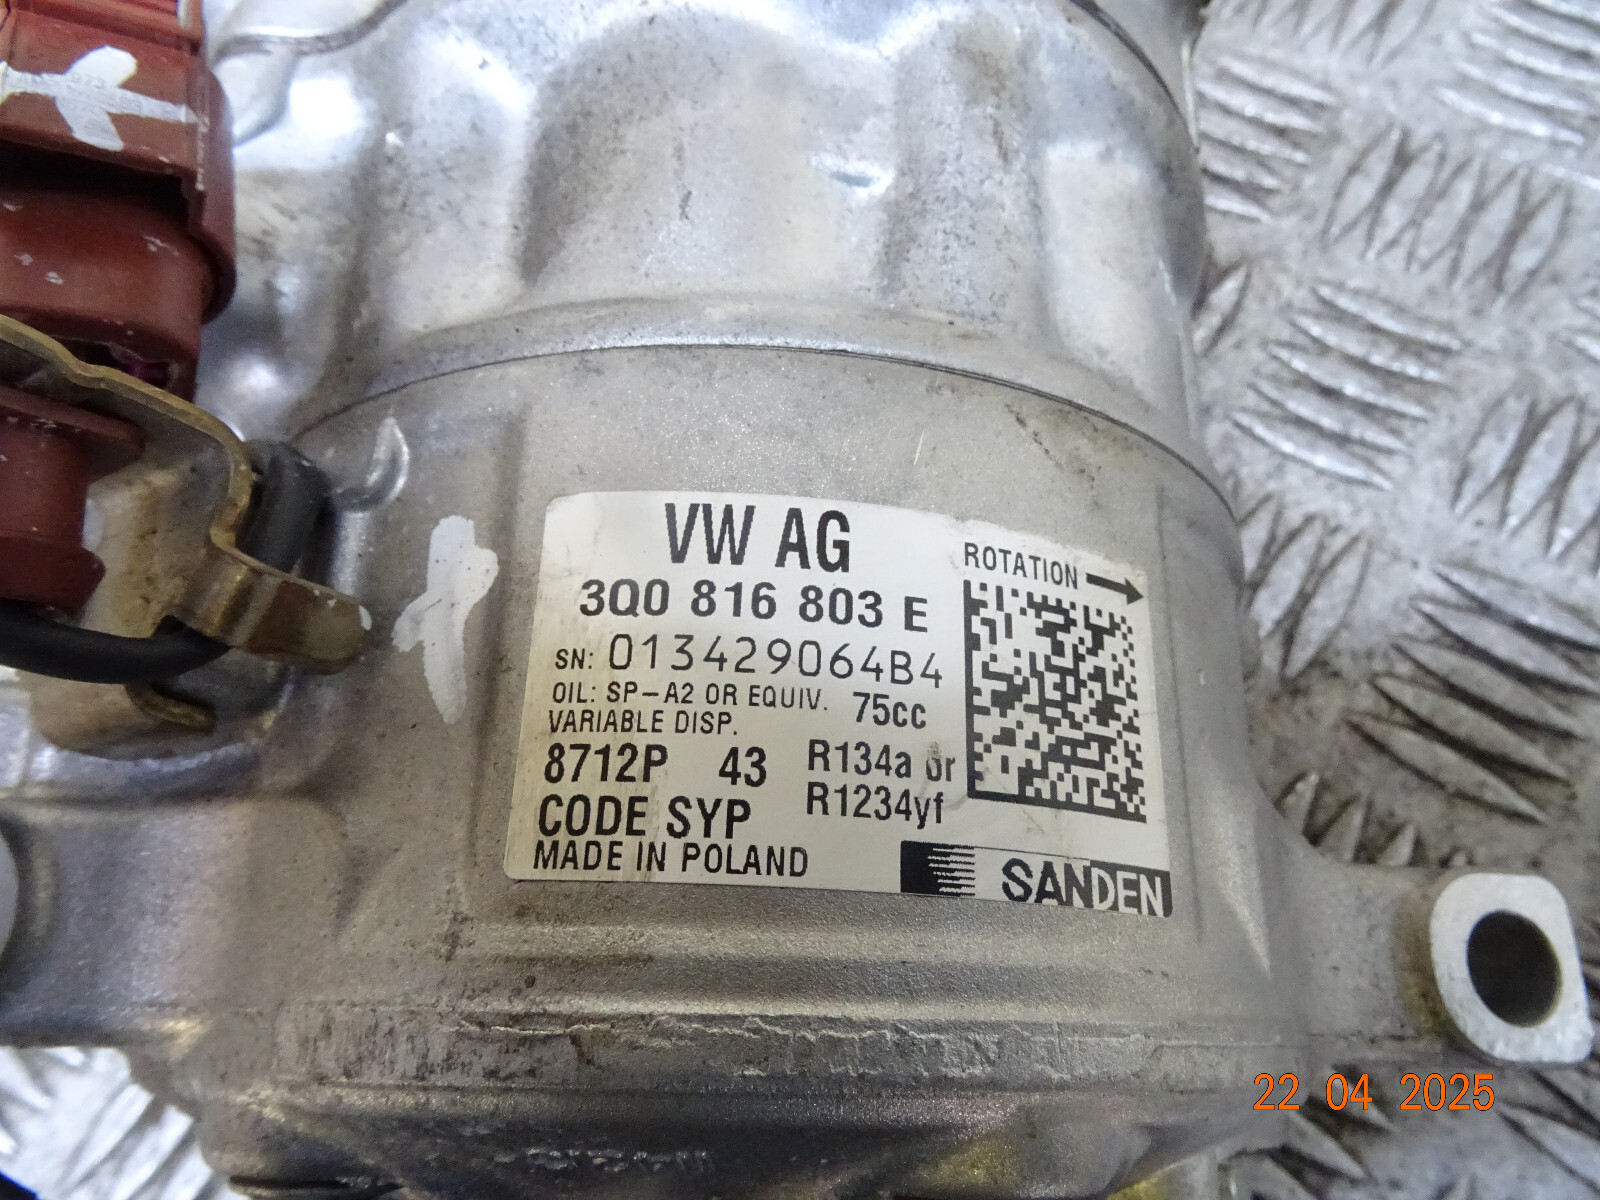 VW AG
3Q0 816 803 E
ROTATION
SN: 013429064B4
OIL: SP-A2 OR EQUIV. 75cc
VARIABLE DISP.
8712P 43 R134a or
CODE SYP R1234yf
MADE IN POLAND
SANDEN
22 04 2025